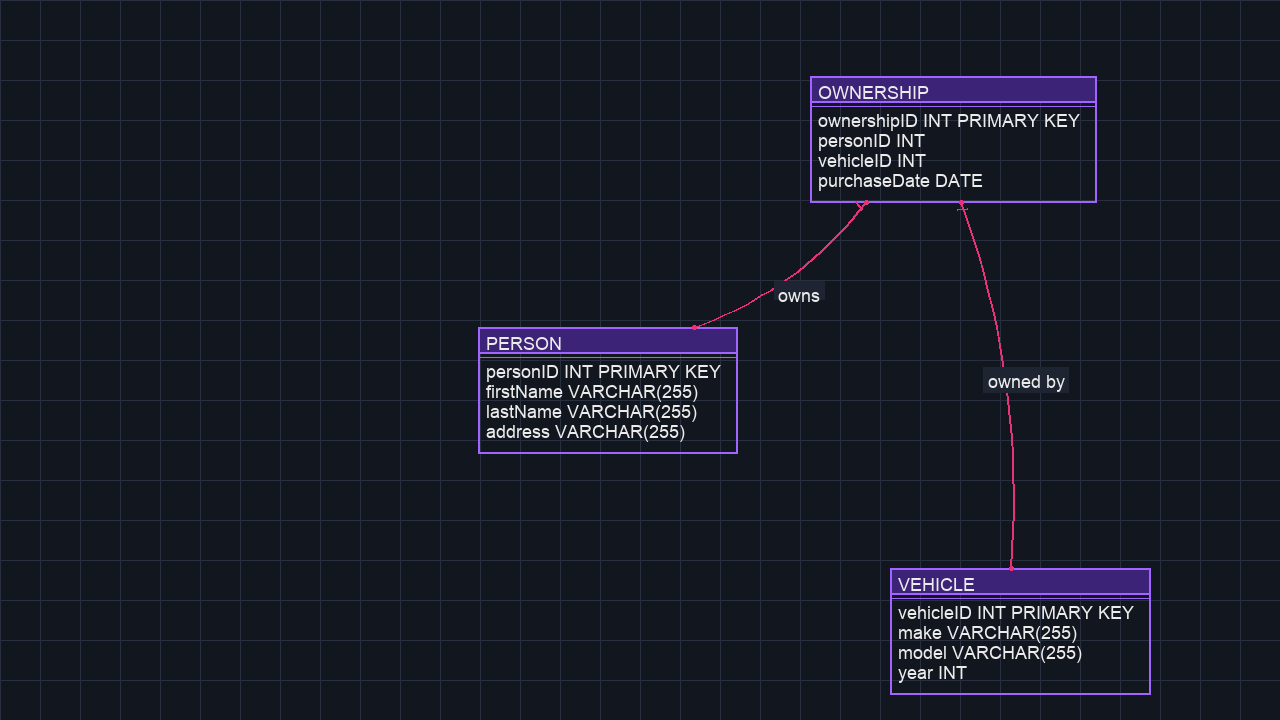 OWNERSHIP
ownershipID INT PRIMARY KEY
personID INT
vehicleID INT
purchaseDate DATE
owns
PERSON
personID INT PRIMARY KEY
firstName VARCHAR(255)
lastName VARCHAR(255)
address VARCHAR(255)
owned by
VEHICLE
vehicleID INT PRIMARY KEY
make VARCHAR(255)
model VARCHAR(255)
year INT